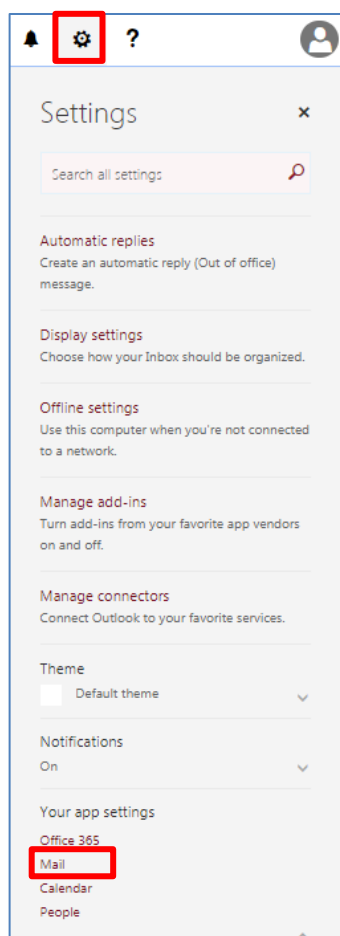 ?
Settings
Search all settings
Automatic replies
Create an automatic reply (Out of office)
message.
Display settings
Choose how your Inbox should be organized.
Offline settings
Use this computer when you're not connected
to a network.
Manage add-ins
Turn add-ins from your favorite app vendors
on and off.
Manage connectors
Connect Outlook to your favorite services.
Theme
Default theme
Notifications
On
Your app settings
Office 365
Mail
Calendar
People